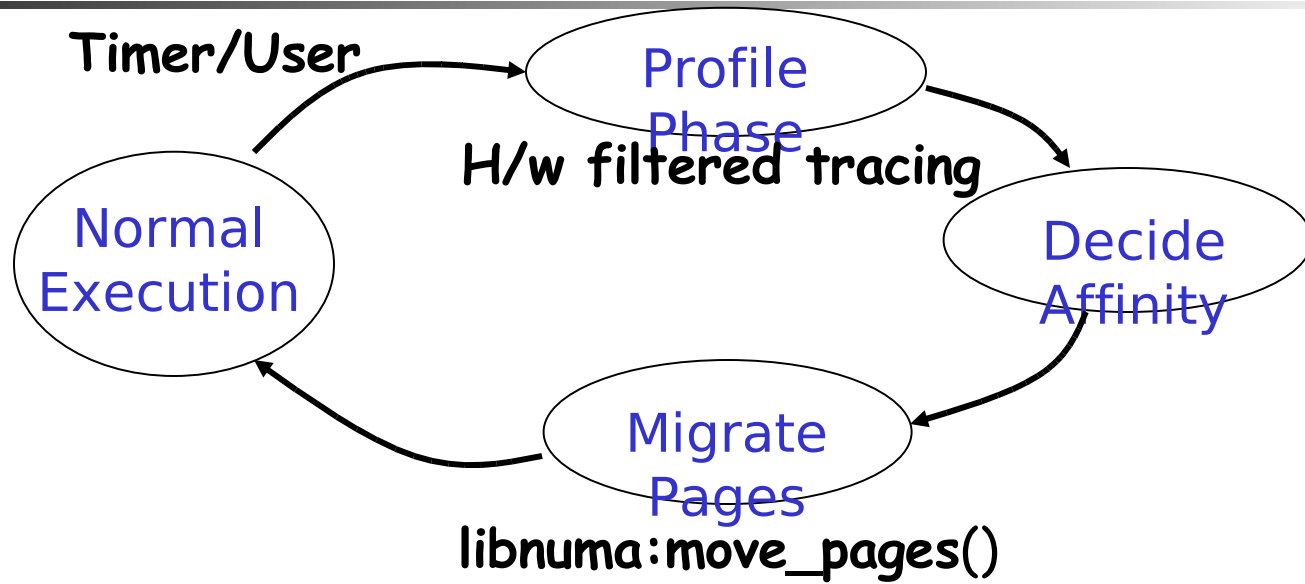 Timer/User
Profile
Phase
H/w filtered tracing
Normal
Execution
Decide
Affinity
Migrate
Pages
libnuma:move_pages()